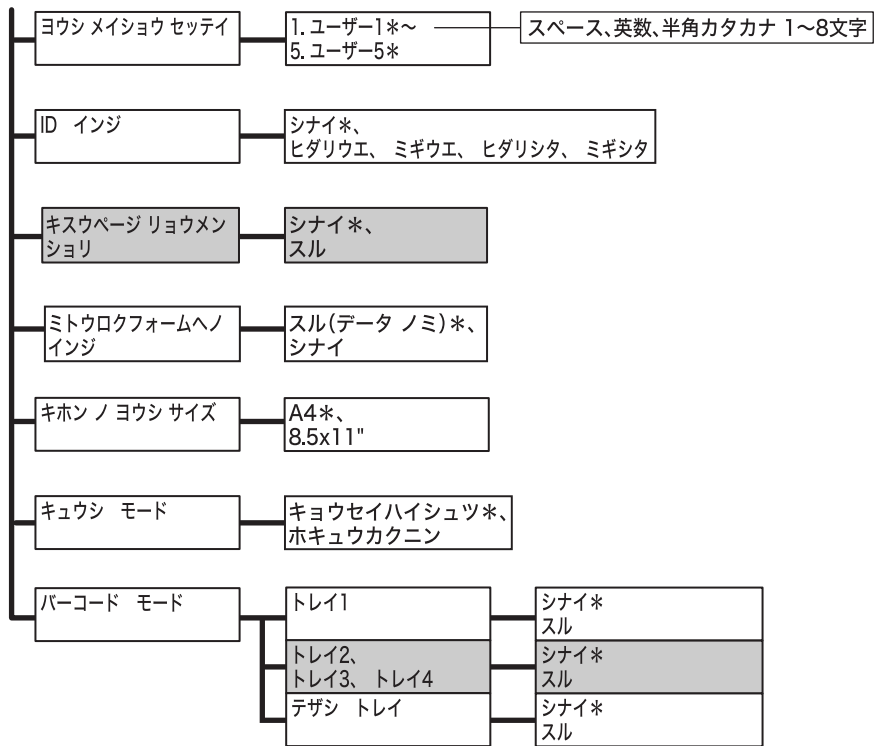 ヨウシ メイショウ セッテイ
1. ユーザー1＊〜
5. ユーザー5＊
スペース、英数、半角カタカナ 1〜8文字
ID インジ
シナイ＊、
ヒダリウエ、 ミギウエ、 ヒダリシタ、 ミギシタ
キスウページ リョウメン
ショリ
シナイ＊、
スル
ミトウロクフォームヘノ
インジ
スル(データ ノミ)＊、
シナイ
キホン ノ ヨウシ サイズ
A4＊、
8.5x11"
キュウシ モード
キョウセイハイシュツ＊、
ホキュウカクニン
バーコード モード
トレイ1
シナイ＊
スル
トレイ2、
トレイ3、 トレイ4
シナイ＊
スル
テザシ トレイ
シナイ＊
スル